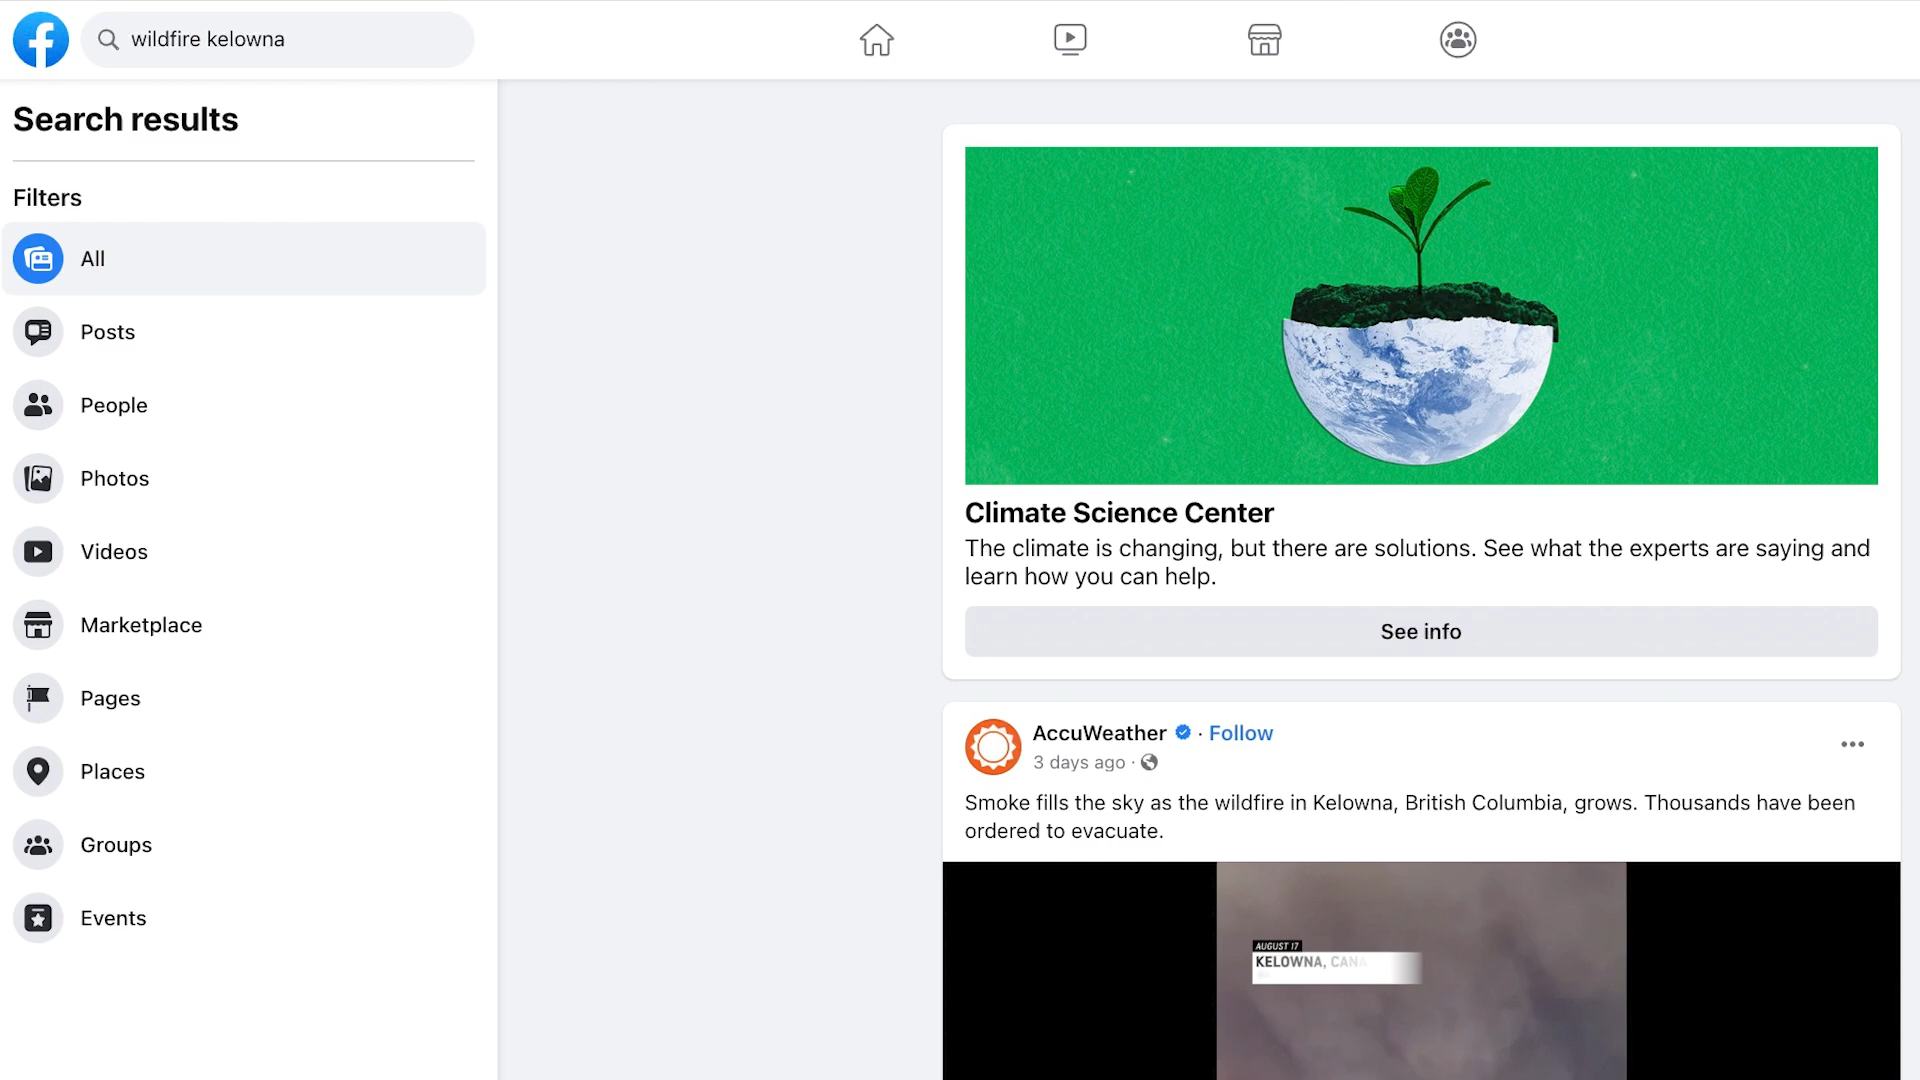 wildfire kelowna
Search results
Filters
All
Posts
People
Photos
Videos
Marketplace
Pages
Places
Groups
Events
Climate Science Center
The climate is changing, but there are solutions. See what the experts are saying and
learn how you can help.
See info
AccuWeather · Follow
3 days ago ·
Smoke fills the sky as the wildfire in Kelowna, British Columbia, grows. Thousands have been
ordered to evacuate.
AUGUST 17
KELOWNA, CANA